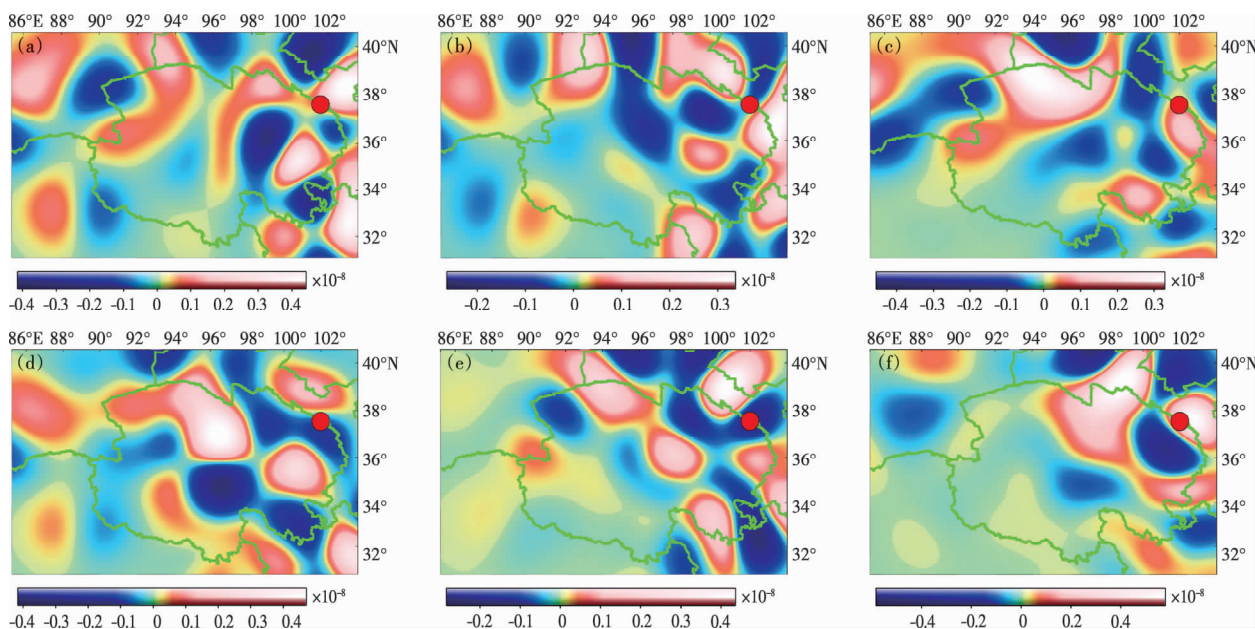 86°E 88° 90° 92° 94° 96° 98° 100° 102°
86°E 88° 90° 92° 94° 96° 98° 100° 102°
86°E 88° 90° 92° 94° 96° 98° 100° 102°
(a)
40°N
38°
36°
34°
32°
(b)
40°N
38°
36°
34°
32°
(c)
40°N
38°
36°
34°
32°
-0.4 -0.3 -0.2 -0.1 0 0.1 0.2 0.3 0.4 ×10⁻⁸
-0.2 -0.1 0 0.1 0.2 0.3 ×10⁻⁸
-0.4 -0.3 -0.2 -0.1 0 0.1 0.2 0.3 ×10⁻⁸
86°E 88° 90° 92° 94° 96° 98° 100° 102°
86°E 88° 90° 92° 94° 96° 98° 100° 102°
86°E 88° 90° 92° 94° 96° 98° 100° 102°
(d)
40°N
38°
36°
34°
32°
(e)
40°N
38°
36°
34°
32°
(f)
40°N
38°
36°
34°
32°
-0.4 -0.3 -0.2 -0.1 0 0.1 0.2 0.3 0.4 ×10⁻⁸
-0.2 -0.1 0 0.1 0.2 0.3 0.4 ×10⁻⁸
-0.4 -0.2 0 0.2 0.4 ×10⁻⁸